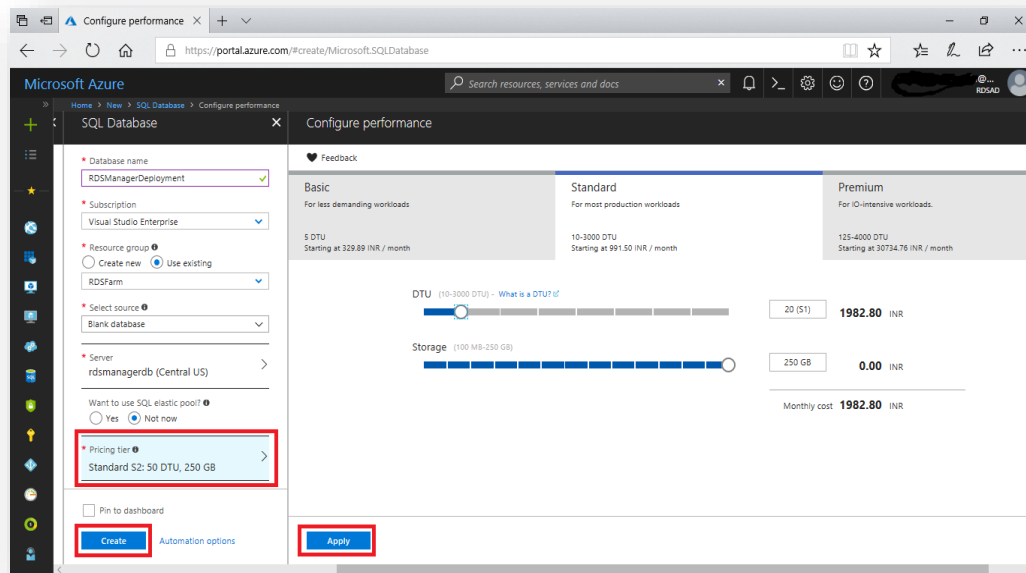 Configure performance
https://portal.azure.com/#create/Microsoft.SQLDatabase
Microsoft Azure
Search resources, services and docs
@...
RDSAD
Home > New > SQL Database > Configure performance
SQL Database
Configure performance
* Database name
RDSManagerDeployment
* Subscription
Visual Studio Enterprise
* Resource group
Create new
Use existing
RDSFarm
* Select source
Blank database
* Server
rdsmanagerdb (Central US)
Want to use SQL elastic pool?
Yes
Not now
* Pricing tier
Standard S2: 50 DTU, 250 GB
Pin to dashboard
Create
Automation options
Feedback
Basic
For less demanding workloads
5 DTU
Starting at 329.89 INR / month
Standard
For most production workloads
10-3000 DTU
Starting at 991.50 INR / month
Premium
For IO-intensive workloads.
125-4000 DTU
Starting at 30734.76 INR / month
DTU (10-3000 DTU) - What is a DTU?
20 (S1)
1982.80 INR
Storage (100 MB-250 GB)
250 GB
0.00 INR
Monthly cost 1982.80 INR
Apply